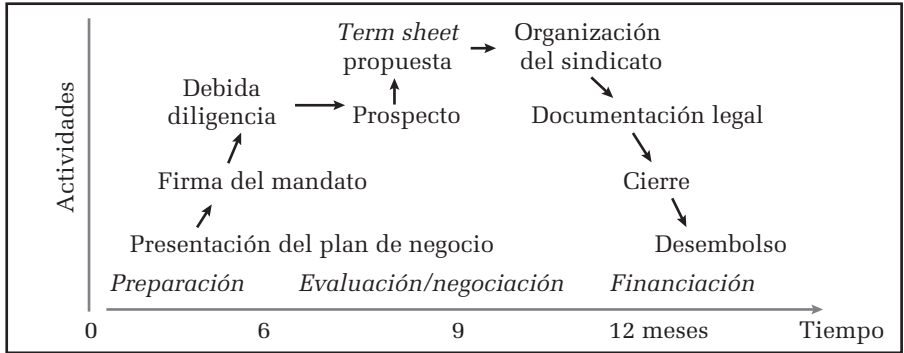 Term sheet
propuesta
Organización
del sindicato
Debida
diligencia
Prospecto
Documentación legal
Firma del mandato
Cierre
Presentación del plan de negocio
Desembolso
Actividades
Preparación
Evaluación/negociación
Financiación
0
6
9
12 meses
Tiempo